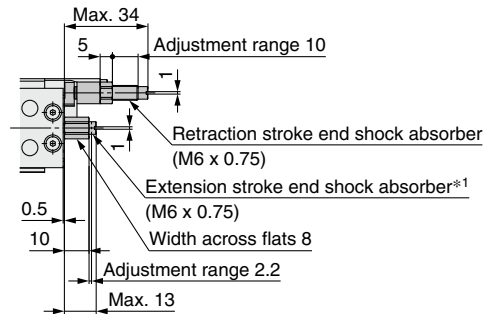 Max. 34
5
Adjustment range 10
1
Retraction stroke end shock absorber
(M6 x 0.75)
1
Extension stroke end shock absorber*1
(M6 x 0.75)
0.5
10
Width across flats 8
Adjustment range 2.2
Max. 13